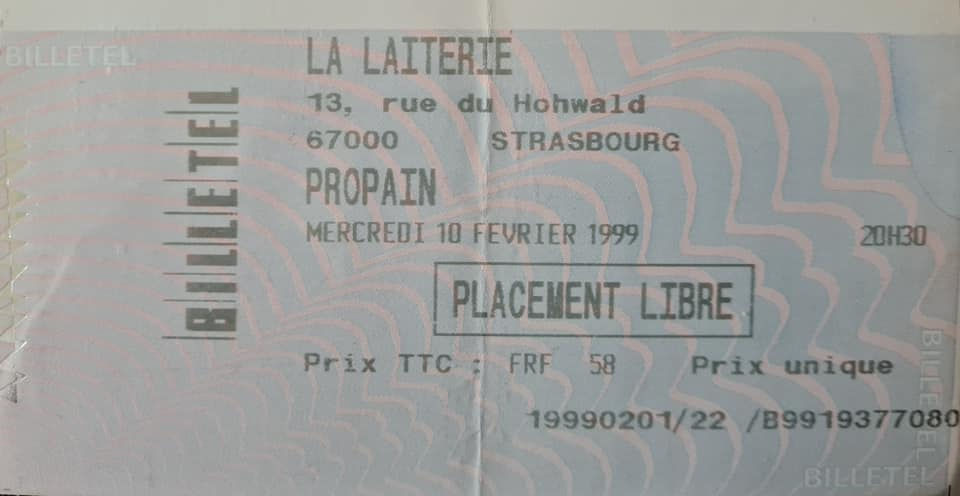 BILLETEL
BILLETEL
LA LAITERIE
13, rue du Hohwald
67000 STRASBOURG
PROPAIN
MERCREDI 10 FEVRIER 1999 20H30
PLACEMENT LIBRE
Prix TTC : FRF 58 Prix unique
19990201/22 /B9919377080
BILLETEL
BILLETEL